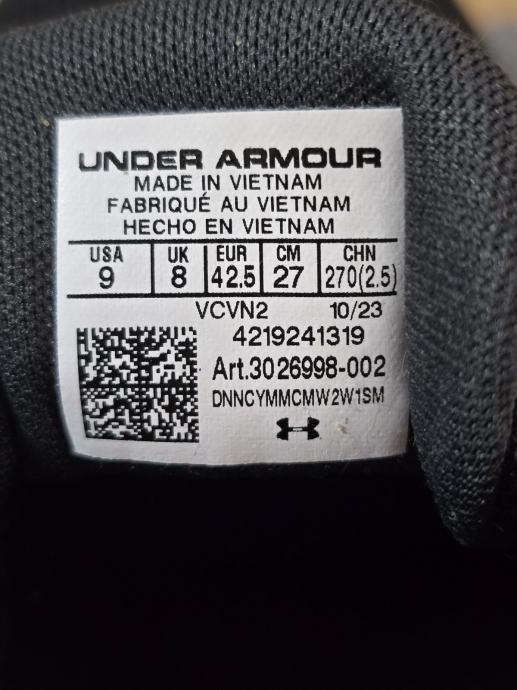 UNDER ARMOUR
MADE IN VIETNAM
FABRIQUÉ AU VIETNAM
HECHO EN VIETNAM
USA UK EUR CM CHN
9 8 42.5 27 270(2.5)
VCVN2 10/23
4219241319
Art.3026998-002
DNNCYMMCMW2W1SM